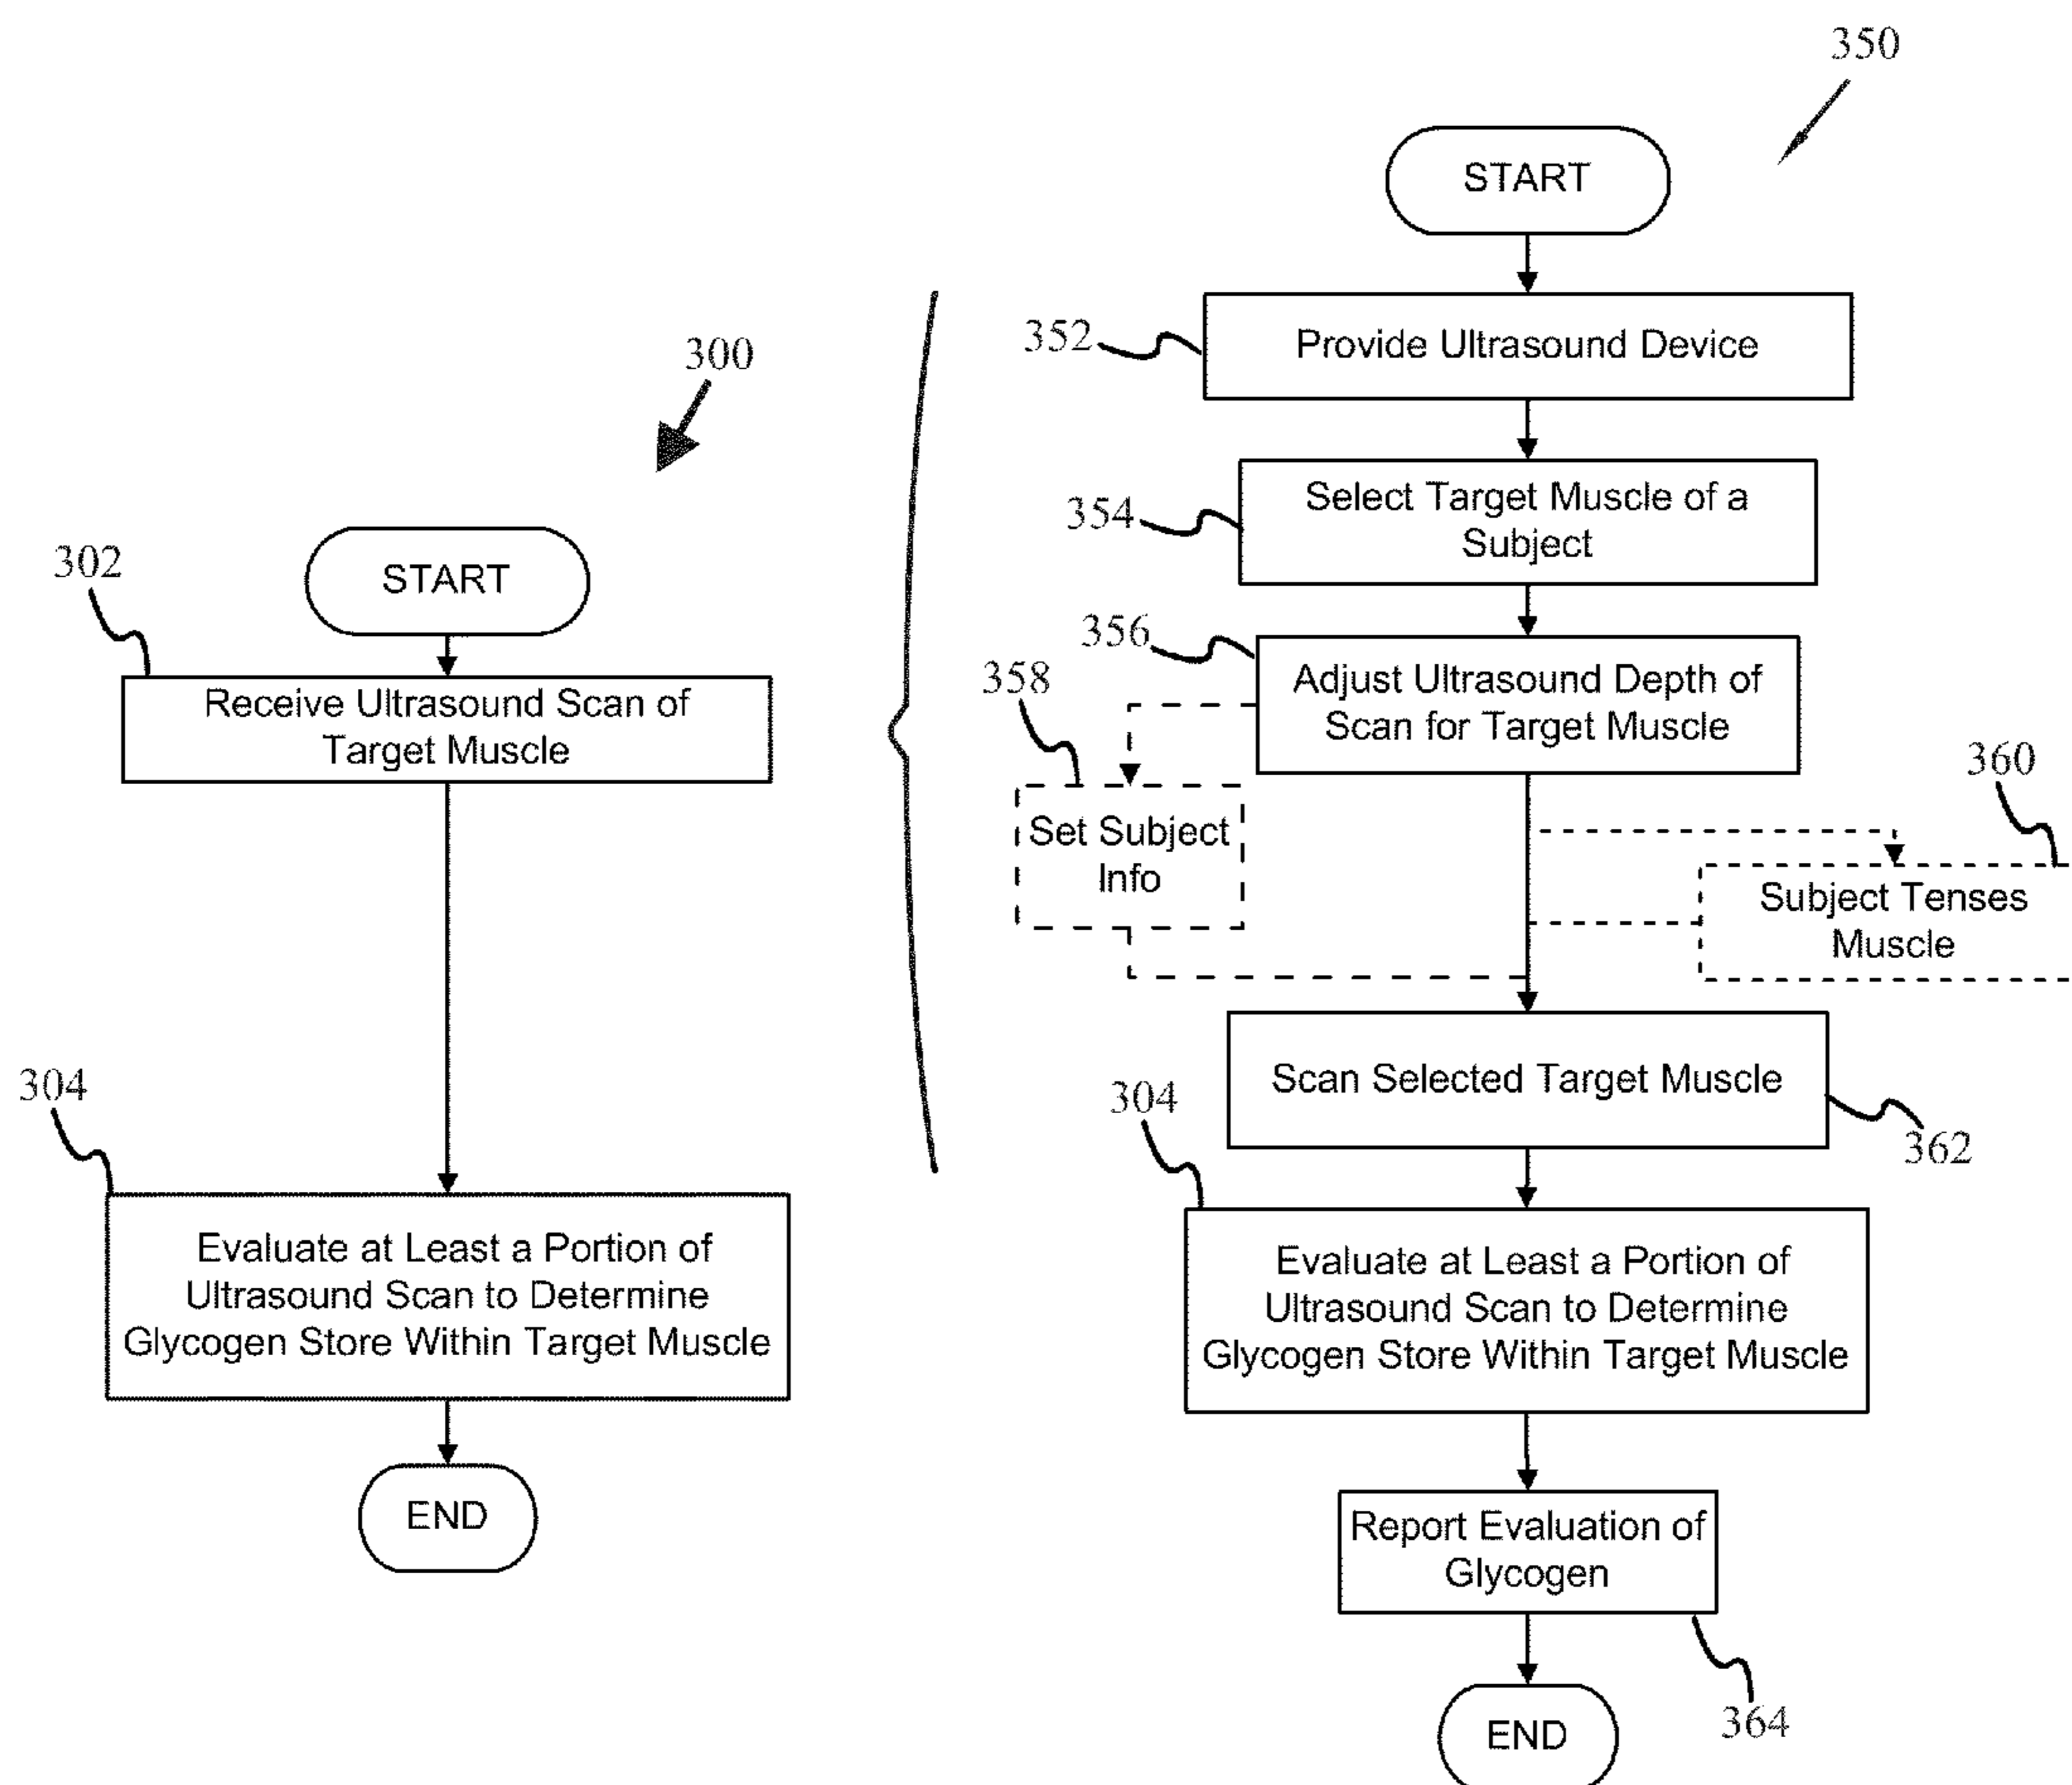 300
START
302
Receive Ultrasound Scan of
Target Muscle
304
Evaluate at Least a Portion of
Ultrasound Scan to Determine
Glycogen Store Within Target Muscle
END
350
START
352
Provide Ultrasound Device
354
Select Target Muscle of a
Subject
356
Adjust Ultrasound Depth of
Scan for Target Muscle
358
Set Subject
Info
360
Subject Tenses
Muscle
Scan Selected Target Muscle
362
304
Evaluate at Least a Portion of
Ultrasound Scan to Determine
Glycogen Store Within Target Muscle
Report Evaluation of
Glycogen
364
END